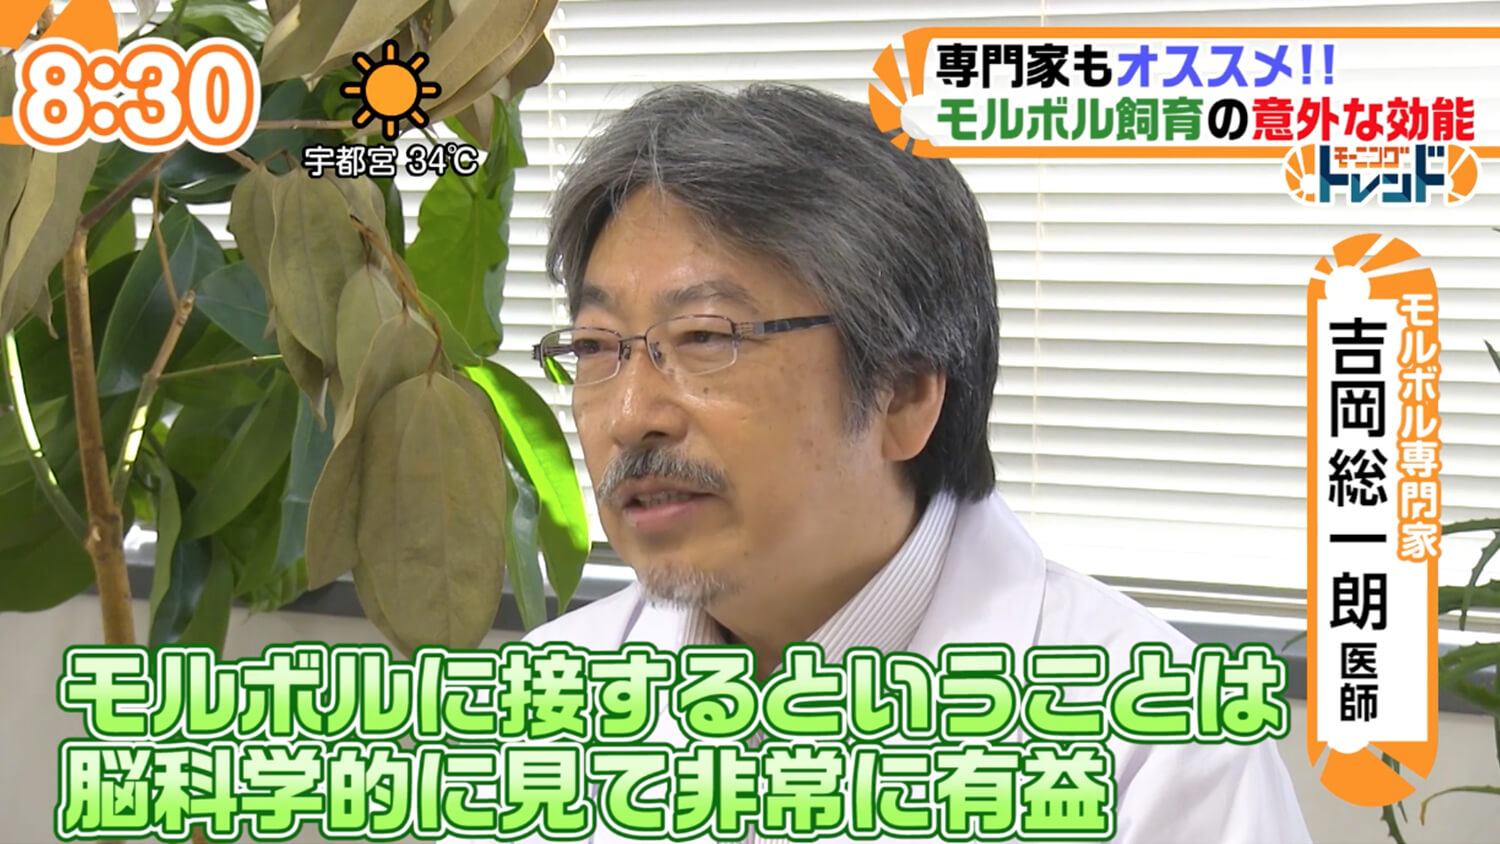 8:30
宇都宮 34℃
専門家もオススメ!!
モルボル飼育の意外な効能
モーニング
トレンド
モルボル専門家
吉岡総一朗 医師
モルボルに接するということは
脳科学的に見て非常に有益